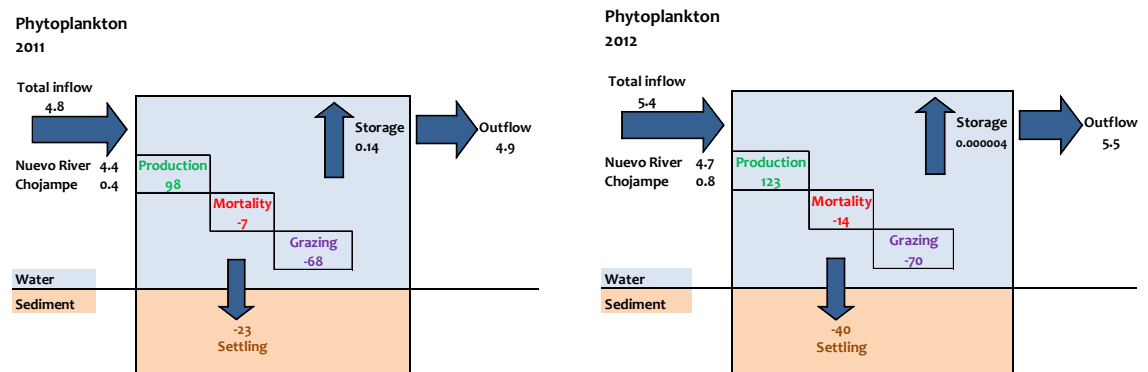 Phytoplankton
2011
Total inflow
4.8
Nuevo River 4.4
Chojampe 0.4
Production
98
Mortality
-7
Grazing
-68
Storage
0.14
Outflow
4.9
Water
Sediment
-23
Settling
Phytoplankton
2012
Total inflow
5.4
Nuevo River 4.7
Chojampe 0.8
Production
123
Mortality
-14
Grazing
-70
Storage
0.000004
Outflow
5.5
Water
Sediment
-40
Settling